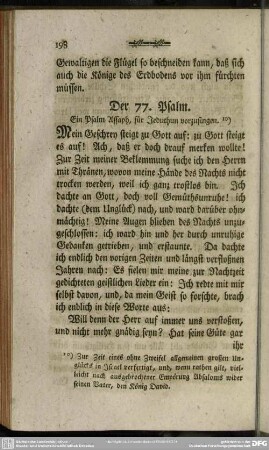 198
Gewaltigen die Flügel so beschneiden kann, daß sich
auch die Könige des Erdbodens vor ihm fürchten
müssen.
Der 77. Psalm.
Ein Psalm Assaph, für Jeduthun vorzusingen. 19)
Mein Geschrey steigt zu Gott auf: zu Gott steigt
es auf! Ach, daß er doch drauf merken wollte!
Zur Zeit meiner Beklemmung suche ich den Herrn
mit Thränen, wovon meine Hände des Nachts nicht
trocken werden, weil ich ganz trostlos bin. Ich
dachte an Gott, doch voll Gemüthsunruhe! ich
dachte (dem Unglück) nach, und ward darüber ohn-
mächtig! Meine Augen blieben des Nachts unzu-
geschlossen: ich ward hin und her durch unruhige
Gedanken getrieben, und erstaunte. Da dachte
ich endlich den vorigen Zeiten und längst verfloßnen
Jahren nach: Es fielen mir meine zur Nachtzeit
gedichteten geistlichen Lieder ein: Ich redte mit mir
selbst davon, und, da mein Geist so forschte, brach
ich endlich in diese Worte aus:
Will denn der Herr auf immer uns verstoßen,
und nicht mehr gnädig seyn? Hat seine Güte gar
ihr
19) Zur Zeit eines ohne Zweifel allgemeinen großen Un-
glücks in Israel verfertigt, und, wenn rathen gilt, viel-
leicht nach ausgebrochener Empörung Absaloms wider
seinen Vater, den König David.